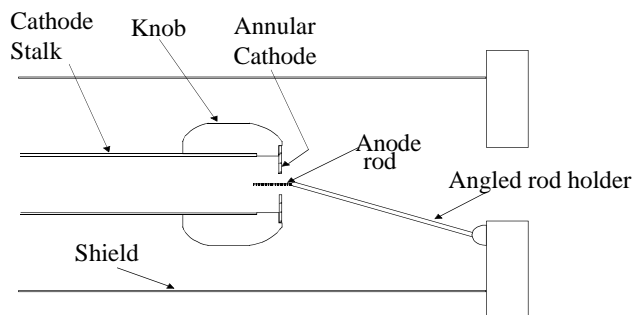 Cathode
Stalk
Knob
Annular
Cathode
Anode
rod
Angled rod holder
Shield